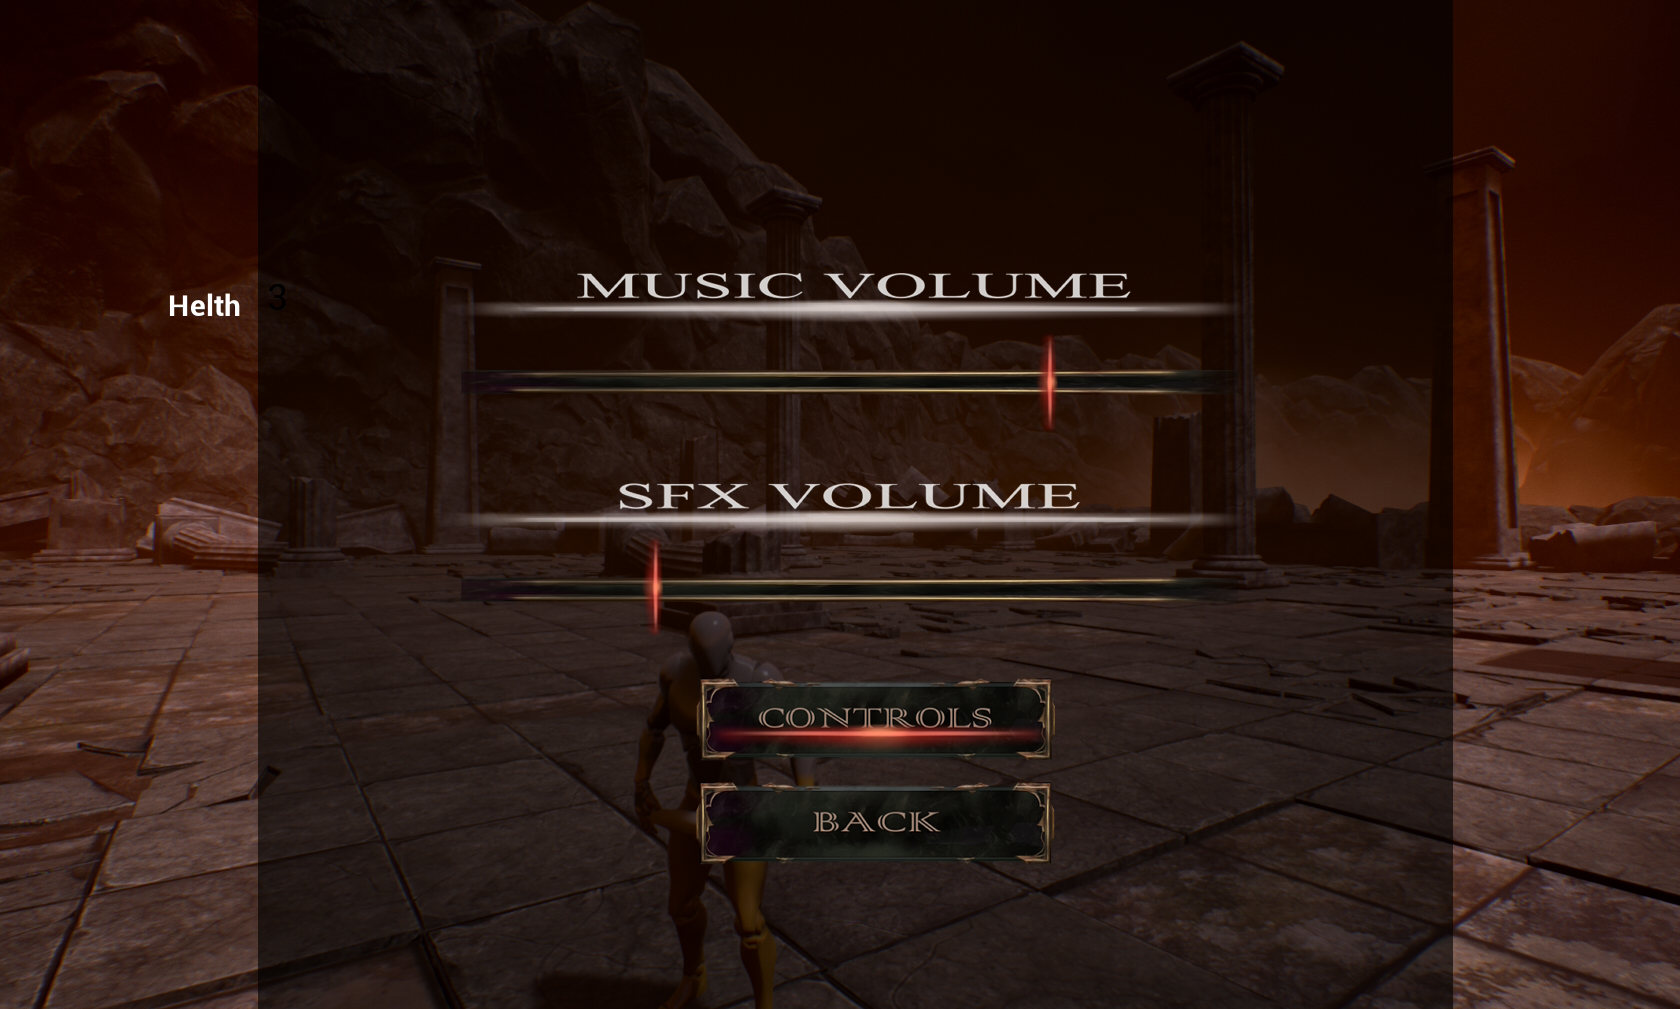 MUSIC VOLUME
Helth 3
SFX VOLUME
CONTROLS
BACK